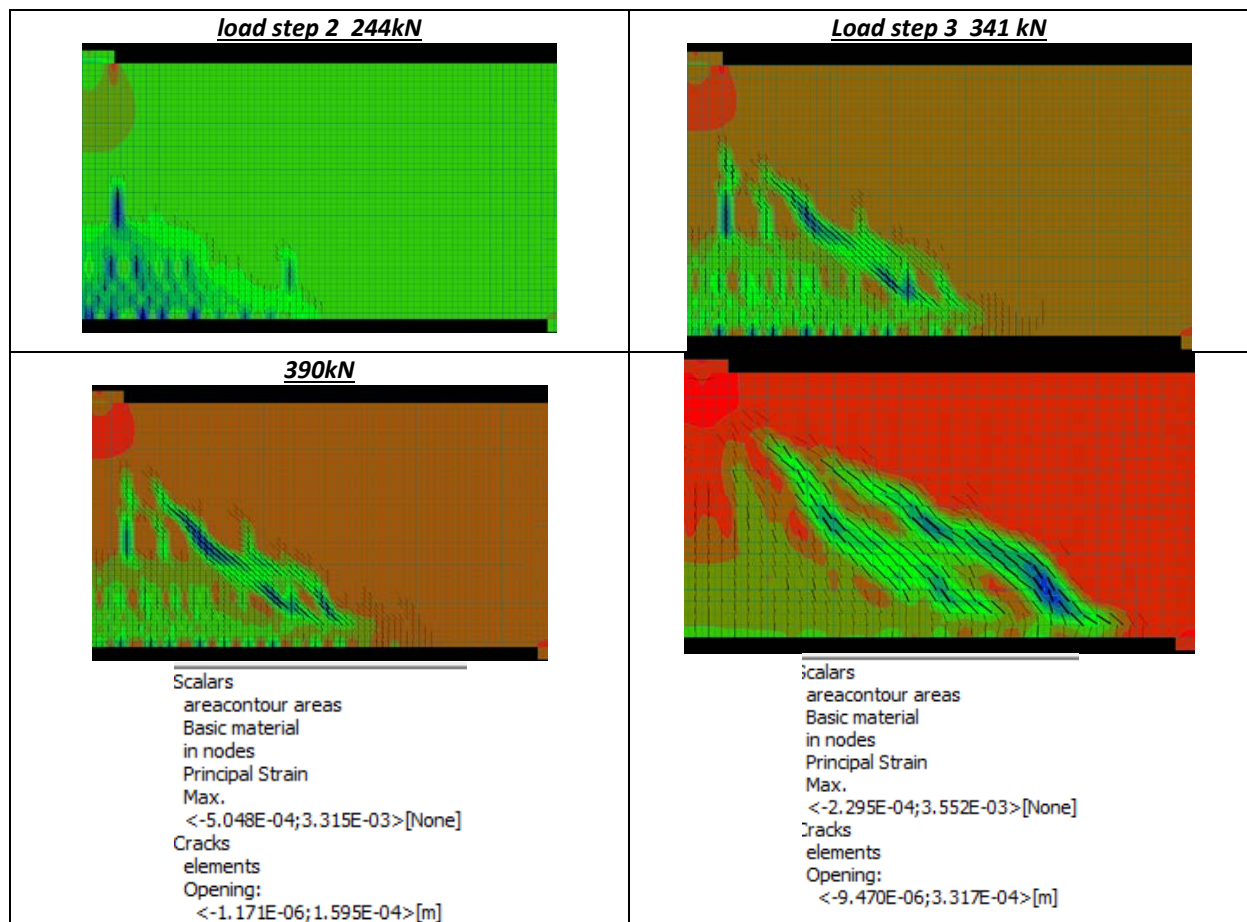 load step 2  244kN
Load step 3  341 kN
390kN
Scalars
areacontour areas
Basic material
in nodes
Principal Strain
Max.
<-5.048E-04;3.315E-03>[None]
Cracks
elements
Opening:
<-1.171E-06;1.595E-04>[m]
Scalars
areacontour areas
Basic material
in nodes
Principal Strain
Max.
<-2.295E-04;3.552E-03>[None]
Cracks
elements
Opening:
<-9.470E-06;3.317E-04>[m]